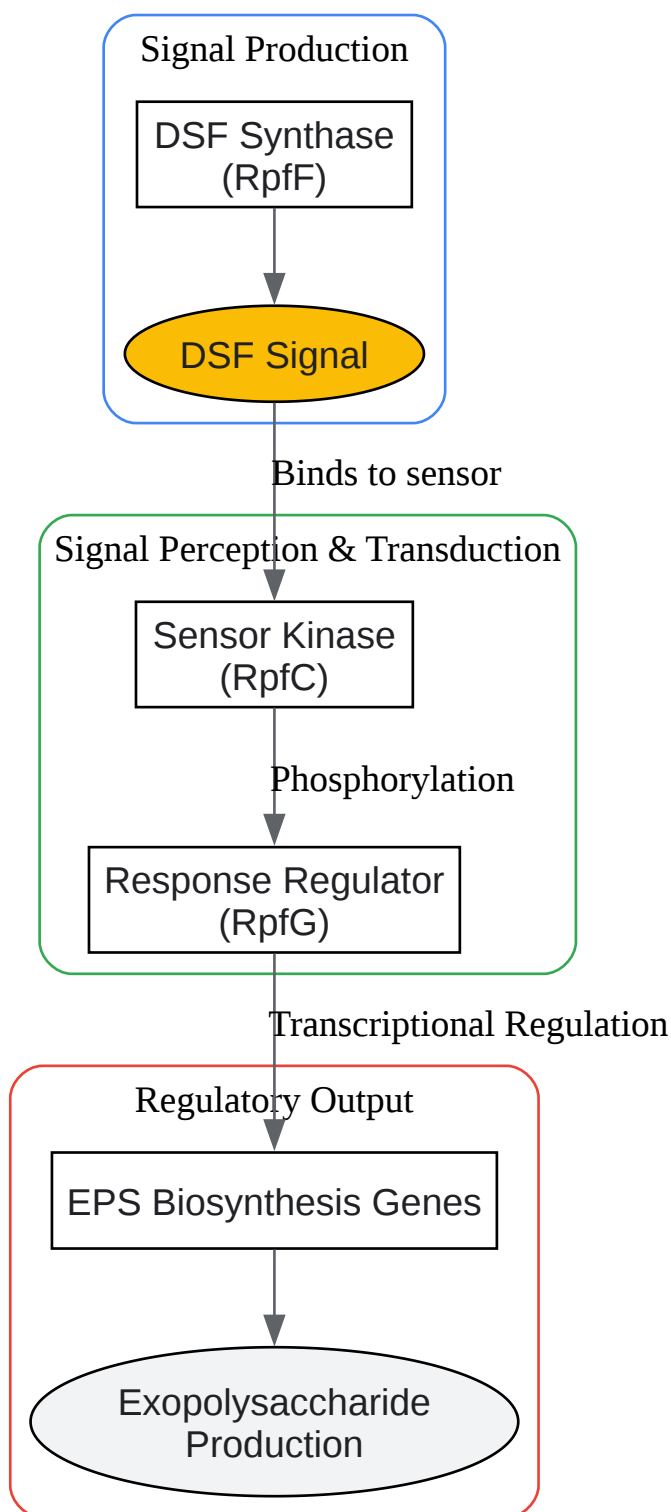 Signal Production
DSF Synthase
(RpfF)
DSF Signal
Binds to sensor
Signal Perception & Transduction
Sensor Kinase
(RpfC)
Phosphorylation
Response Regulator
(RpfG)
Transcriptional Regulation
Regulatory Output
EPS Biosynthesis Genes
Exopolysaccharide
Production